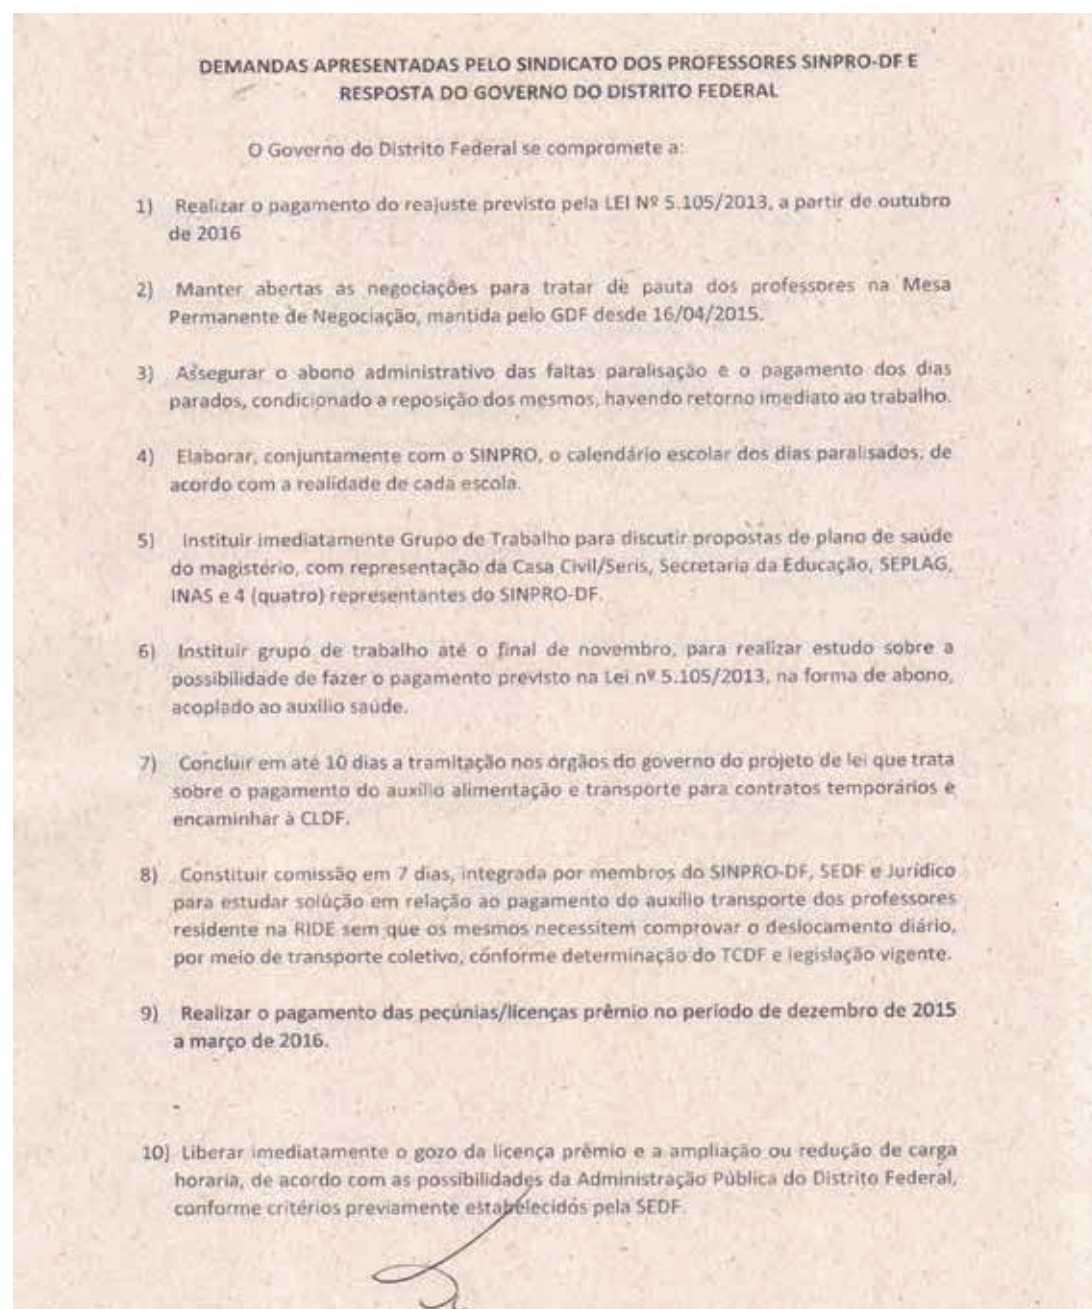 DEMANDAS APRESENTADAS PELO SINDICATO DOS PROFESSORES SINPRO-DF E
RESPOSTA DO GOVERNO DO DISTRITO FEDERAL
O Governo do Distrito Federal se compromete a:
1) Realizar o pagamento do reajuste previsto pela LEI Nº 5.105/2013, a partir de outubro
de 2016
2) Manter abertas as negociações para tratar de pauta dos professores na Mesa
Permanente de Negociação, mantida pelo GDF desde 16/04/2015.
3) Assegurar o abono administrativo das faltas paralisação e o pagamento dos dias
parados, condicionado a reposição dos mesmos, havendo retorno imediato ao trabalho.
4) Elaborar, conjuntamente com o SINPRO, o calendário escolar dos dias paralisados, de
acordo com a realidade de cada escola.
5) Instituir imediatamente Grupo de Trabalho para discutir propostas de plano de saúde
do magistério, com representação da Casa Civil/Seris, Secretaria da Educação, SEPLAG,
INAS e 4 (quatro) representantes do SINPRO-DF.
6) Instituir grupo de trabalho até o final de novembro, para realizar estudo sobre a
possibilidade de fazer o pagamento previsto na Lei nº 5.105/2013, na forma de abono,
acoplado ao auxílio saúde.
7) Concluir em até 10 dias a tramitação nos órgãos do governo do projeto de lei que trata
sobre o pagamento do auxílio alimentação e transporte para contratos temporários e
encaminhar à CLDF.
8) Constituir comissão em 7 dias, integrada por membros do SINPRO-DF, SEDF e Jurídico
para estudar solução em relação ao pagamento do auxílio transporte dos professores
residente na RIDE sem que os mesmos necessitem comprovar o deslocamento diário,
por meio de transporte coletivo, conforme determinação do TCDF e legislação vigente.
9) Realizar o pagamento das pecúnias/licenças prêmio no período de dezembro de 2015
a março de 2016.
10) Liberar imediatamente o gozo da licença prêmio e a ampliação ou redução de carga
horaria, de acordo com as possibilidades da Administração Pública do Distrito Federal,
conforme critérios previamente estabelecidos pela SEDF.